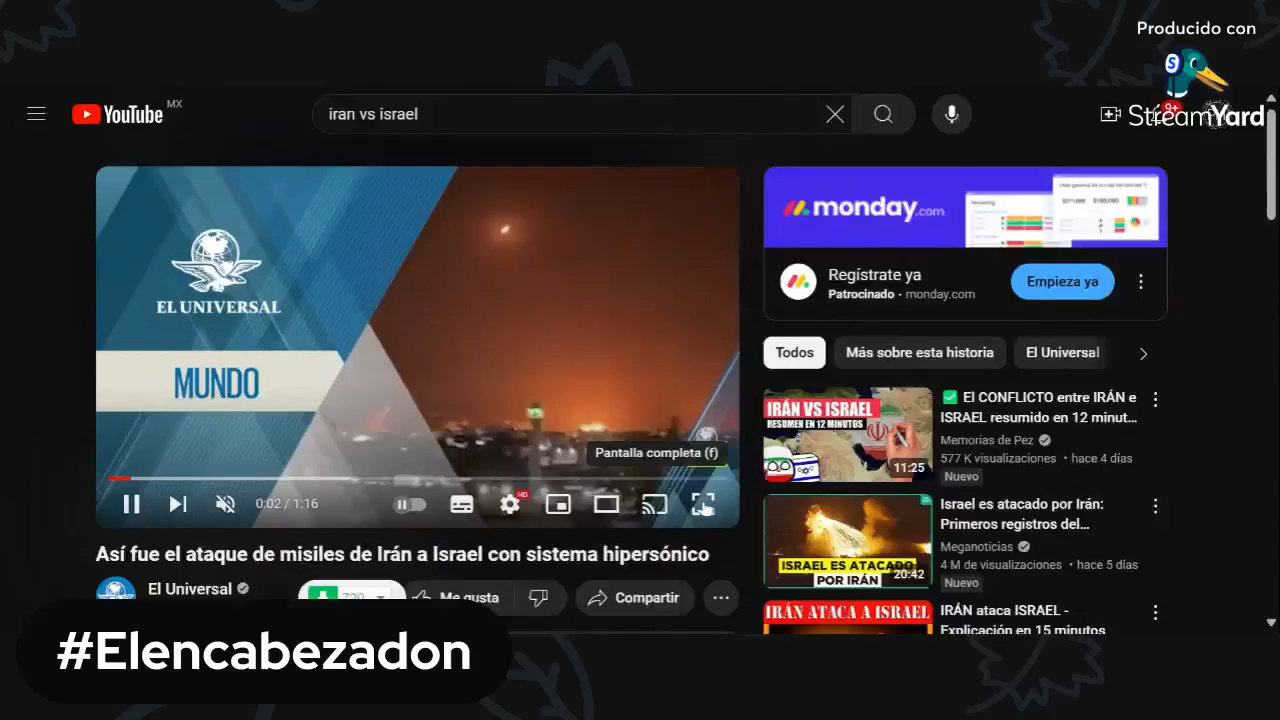 Producido con
StreamYard
YouTube MX
iran vs israel
9+
EL UNIVERSAL
MUNDO
Pantalla completa (f)
HD
0:02 / 1:16
Así fue el ataque de misiles de Irán a Israel con sistema hipersónico
El Universal
720
Me gusta
Compartir
monday.com
Regístrate ya
Patrocinado · monday.com
Empieza ya
Todos
Más sobre esta historia
El Universal
IRÁN VS ISRAEL
RESUMEN EN 12 MINUTOS
11:25
El CONFLICTO entre IRÁN e
ISRAEL resumido en 12 minut...
Memorias de Pez
577 K visualizaciones • hace 4 días
Nuevo
ISRAEL ES ATACADO
POR IRÁN
20:42
Israel es atacado por Irán:
Primeros registros del...
Meganoticias
4 M de visualizaciones • hace 5 días
Nuevo
IRÁN ATACA A ISRAEL
IRÁN ataca ISRAEL -
Explicación en 15 minutos
#Elencabezadon